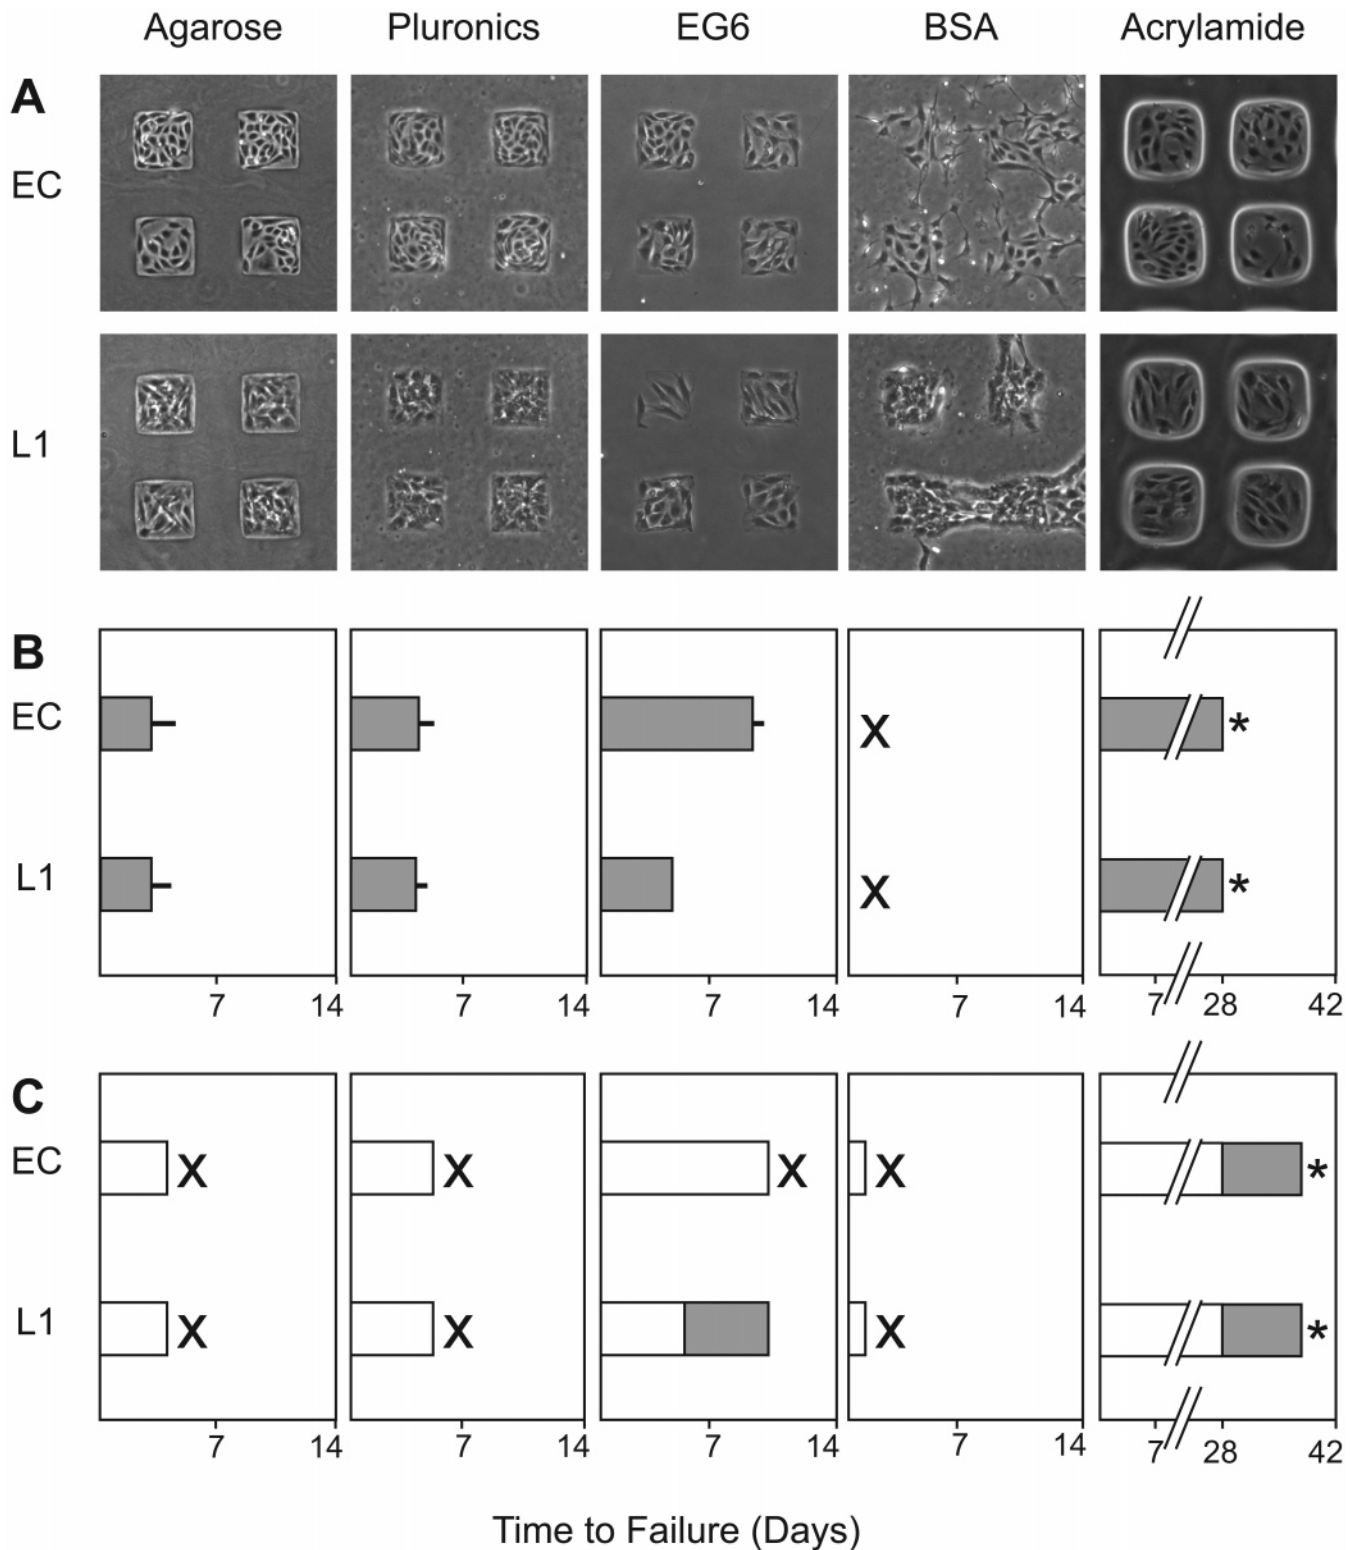 Agarose Pluronics EG6 BSA Acrylamide
A
EC
L1
B
EC X *
L1 X *
7 14 7 14 7 14 7 14 7 28 42
C
EC X X X X *
L1 X X X *
7 14 7 14 7 14 7 14 7 28 42
Time to Failure (Days)